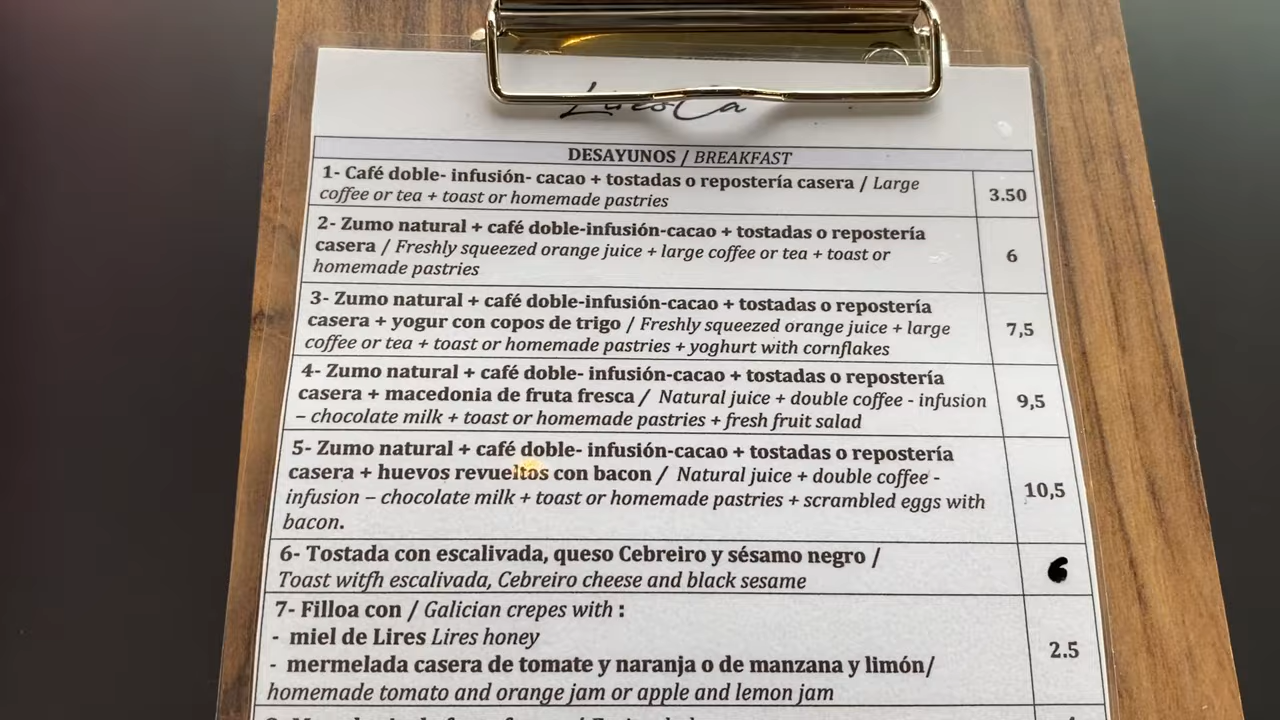 DESAYUNOS / BREAKFAST
1- Café doble- infusión- cacao + tostadas o repostería casera / Large
coffee or tea + toast or homemade pastries
3.50
2- Zumo natural + café doble-infusión-cacao + tostadas o repostería
casera / Freshly squeezed orange juice + large coffee or tea + toast or
homemade pastries
6
3- Zumo natural + café doble-infusión-cacao + tostadas o repostería
casera + yogur con copos de trigo / Freshly squeezed orange juice + large
coffee or tea + toast or homemade pastries + yoghurt with cornflakes
7,5
4- Zumo natural + café doble- infusión-cacao + tostadas o repostería
casera + macedonia de fruta fresca / Natural juice + double coffee - infusion
– chocolate milk + toast or homemade pastries + fresh fruit salad
9,5
5- Zumo natural + café doble- infusión-cacao + tostadas o repostería
casera + huevos revueltos con bacon / Natural juice + double coffee -
infusion – chocolate milk + toast or homemade pastries + scrambled eggs with
bacon.
10,5
6- Tostada con escalivada, queso Cebreiro y sésamo negro /
Toast witfh escalivada, Cebreiro cheese and black sesame
6
7- Filloa con / Galician crepes with :
- miel de Lires Lires honey
- mermelada casera de tomate y naranja o de manzana y limón/
homemade tomato and orange jam or apple and lemon jam
2.5